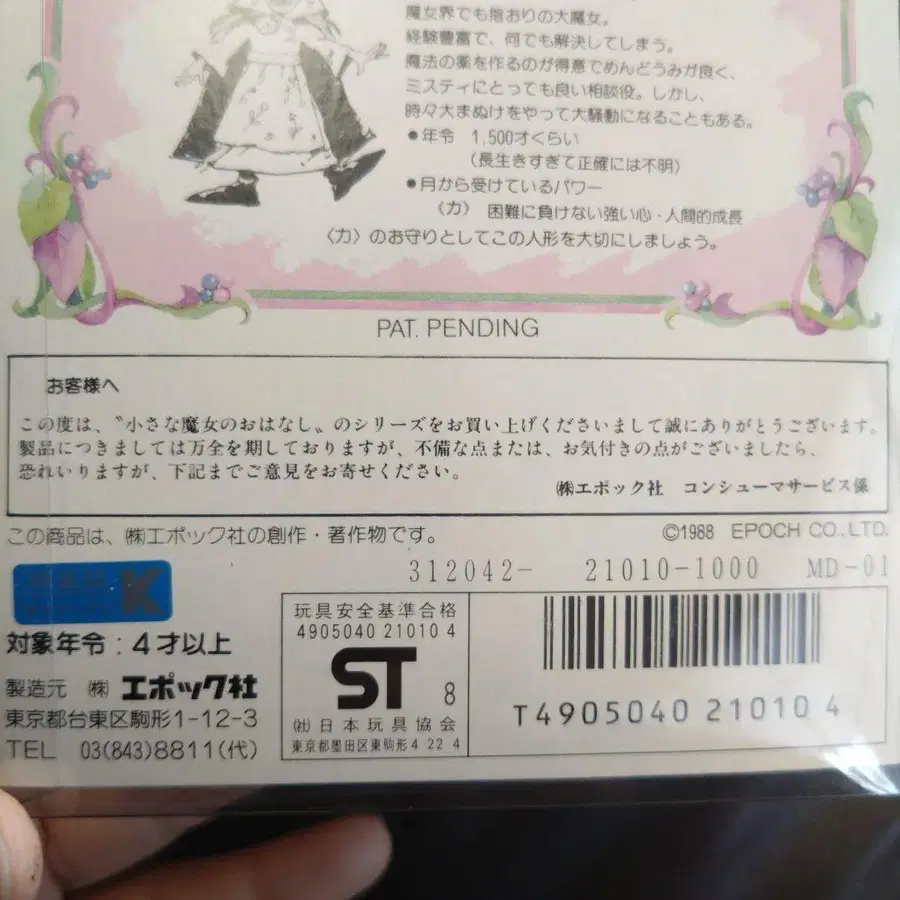 魔女界でも指おりの大魔女。
経験豊富で、何でも解決してしまう。
魔法の薬を作るのが得意でめんどうみが良く、
ミスティにとっても良い相談役。しかし、
時々大まぬけをやって大騒動になることもある。
●年令 1,500才くらい
(長生きすぎて正確には不明)
●月から受けているパワー
〈力〉 困難に負けない強い心・人間的成長
〈力〉のお守りとしてこの人形を大切にしましょう。
PAT. PENDING
お客様へ
この度は、〝小さな魔女のおはなし〟のシリーズをお買い上げくださいまして誠にありがとうございます。
製品につきましては万全を期しておりますが、不備な点または、お気付きの点がございましたら、
恐れいりますが、下記までご意見をお寄せください。
㈱エポック社 コンシューマサービス係
この商品は、㈱エポック社の創作・著作物です。
©1988 EPOCH CO., LTD.
312042- 21010-1000 MD-01
K
対象年令:4才以上
製造元 ㈱ エポック社
東京都台東区駒形1-12-3
TEL 03(843)8811(代)
玩具安全基準合格
4905040 21010 4
ST 8
㈳日本玩具協会
東京都墨田区東駒形4 22 4
T4905040 21010 4